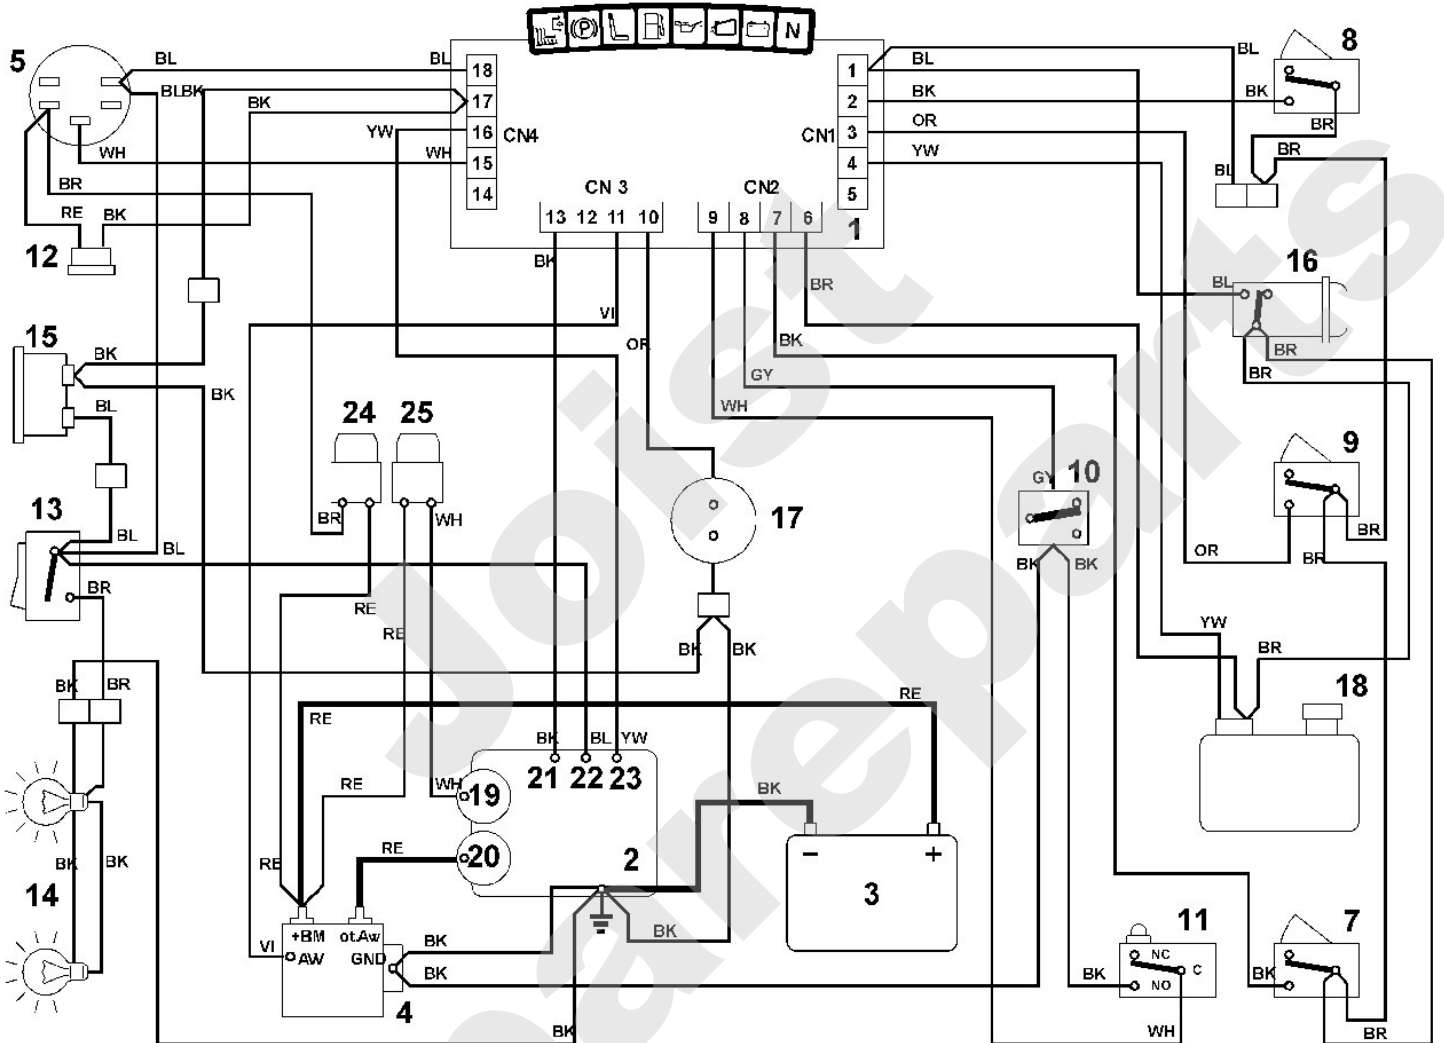 P N
5 BL BL 18 1 BL BL 8
BLBK BK 17 2 BK BK
YW 16 CN4 CN1 3 OR BR
WH WH 15 4 YW BR
BR 14 CN 3 CN2 5 BL
RE BK 13 12 11 10 9 8 7 6 1
12 BK BR BL 16
VI
15 BK OR BK BR
BK GY BR
BL 24 25 WH 9
13 GY 10
BR WH 17 BR
BL BL OR BR
BR BK BK
RE YW
RE BK BK BR
BK BR RE 18
RE BK BL YW
21 22 23
RE WH 19 BK
RE 20
BK BK RE 2 - +
14 3
+BM otAw BK BK 11 7
VI AW GND NC C
BK BK NO BK
4
BK WH BR
Joist
spareparts